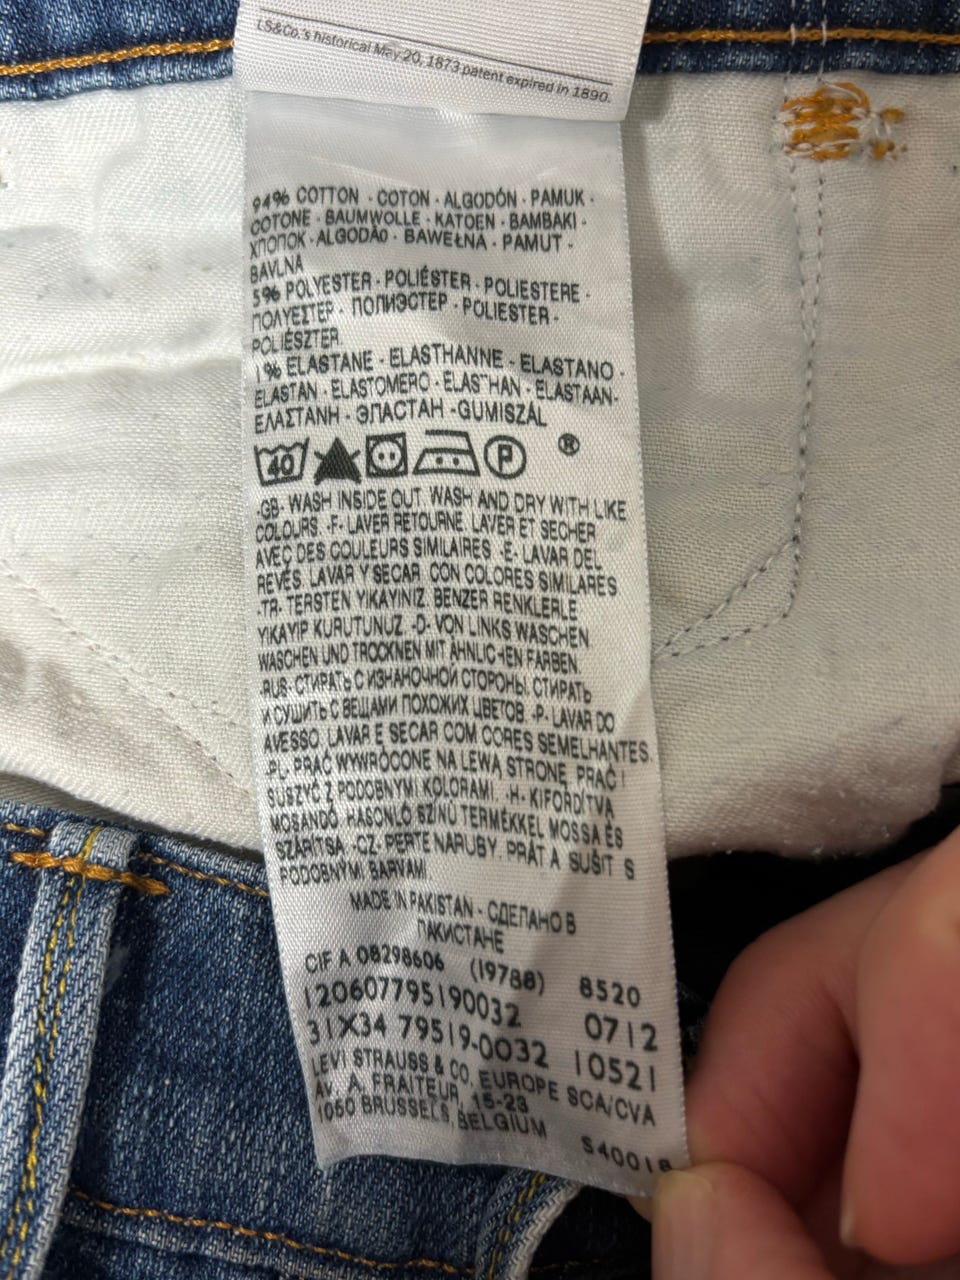 LS&Co.'s historical May 20, 1873 patent expired in 1890.
94% COTTON - COTON - ALGODÓN - PAMUK -
COTONE - BAUMWOLLE - KATOEN - BAMBAKI -
ХЛОПОК - ALGODÃO - BAWEŁNA - PAMUT -
BAVLNA
5% POLYESTER - POLIÉSTER - POLIESTERE -
ΠΟΛΥΕΣΤΕΡ - ПОЛИЭСТЕР - POLIESTER -
POLIÉSZTER
1% ELASTANE - ELASTHANNE - ELASTANO -
ELASTAN - ELASTOMERO - ELASTHAN - ELASTAAN-
ΕΛΑΣΤΑΝΗ - ЭЛАСТАН -GUMISZÁL
40 P ®
-GB- WASH INSIDE OUT. WASH AND DRY WITH LIKE
COLOURS. -F- LAVER RETOURNE. LAVER ET SECHER
AVEC DES COULEURS SIMILAIRES -E- LAVAR DEL
REVÉS. LAVAR Y SECAR CON COLORES SIMILARES
-TR- TERSTEN YIKAYINIZ. BENZER RENKLERLE
YIKAYIP KURUTUNUZ. -D- VON LINKS WASCHEN
WASCHEN UND TROCKNEN MIT ÄHNLICHEN FARBEN.
-RUS- СТИРАТЬ С ИЗНАНОЧНОЙ СТОРОНЫ. СТИРАТЬ
И СУШИТЬ С ВЕЩАМИ ПОХОЖИХ ЦВЕТОВ. -P- LAVAR DO
AVESSO. LAVAR E SECAR COM CORES SEMELHANTES.
-PL- PRAĆ WYWRÓCONE NA LEWĄ STRONĘ. PRAĆ I
SUSZYĆ Z PODOBNYMI KOLORAMI. -H- KIFORDÍTVA
MOSANDÓ. HASONLÓ SZÍNŰ TERMÉKKEL MOSSA ÉS
SZÁRÍTSA -CZ- PERTE NARUBY. PRÁT A SUŠIT S
PODOBNÝMI BARVAMI
MADE IN PAKISTAN - СДЕЛАНО В
ПАКИСТАНЕ
CIF A 08298606 (19788) 8520
120607795190032 0712
31X34 79519-0032 10521
LEVI STRAUSS & CO. EUROPE SCA/CVA
AV. A. FRAITEUR, 15-23
1050 BRUSSELS, BELGIUM
S40018